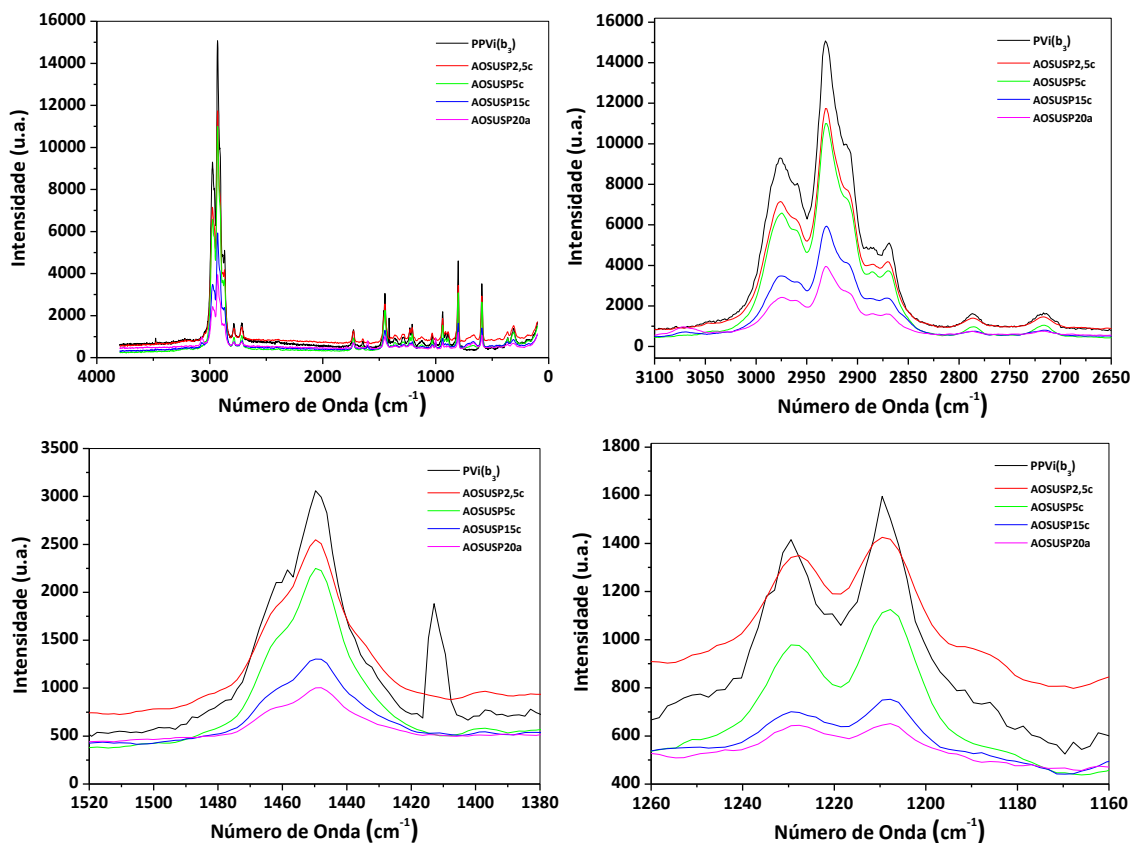 16000
14000
12000
10000
8000
6000
4000
2000
0
Intensidade (u.a.)
PPVi(b3)
AOSUSP2,5c
AOSUSP5c
AOSUSP15c
AOSUSP20a
4000 3000 2000 1000 0
Número de Onda (cm-1)
16000
14000
12000
10000
8000
6000
4000
2000
0
Intensidade (u.a.)
PVi(b3)
AOSUSP2,5c
AOSUSP5c
AOSUSP15c
AOSUSP20a
3100 3050 3000 2950 2900 2850 2800 2750 2700 2650
Número de Onda (cm-1)
3500
3000
2500
2000
1500
1000
500
0
Intensidade (u.a.)
PVi(b3)
AOSUSP2,5c
AOSUSP5c
AOSUSP15c
AOSUSP20a
1520 1500 1480 1460 1440 1420 1400 1380
Número de Onda (cm-1)
1800
1600
1400
1200
1000
800
600
400
Intensidade (u.a.)
PPVi(b3)
AOSUSP2,5c
AOSUSP5c
AOSUSP15c
AOSUSP20a
1260 1240 1220 1200 1180 1160
Número de Onda (cm-1)